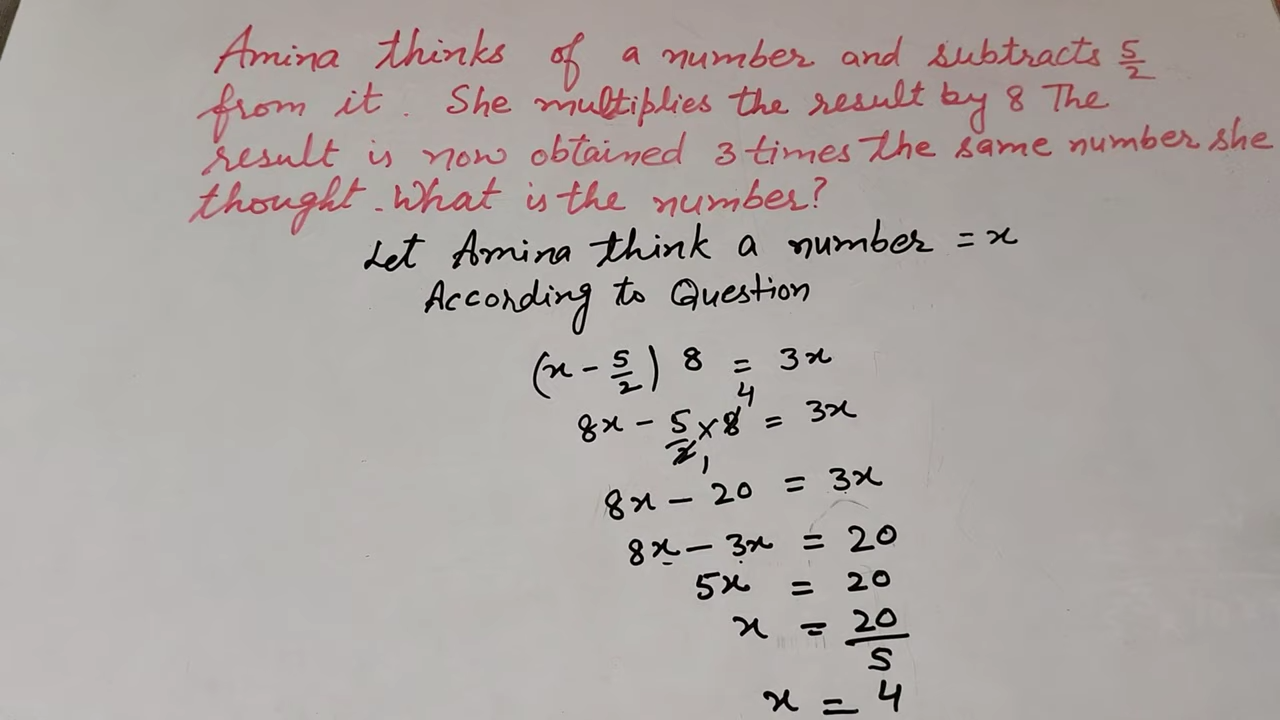 Amina thinks of a number and subtracts 5/2
from it. She multiplies the result by 8 The
result is now obtained 3 times the same number she
thought. What is the number?
Let Amina think a number = x
According to Question
(x - 5/2) 8 = 3x
8x - 5/2 × 8 = 3x
4
1
8x - 20 = 3x
8x - 3x = 20
5x = 20
x = 20/5
x = 4